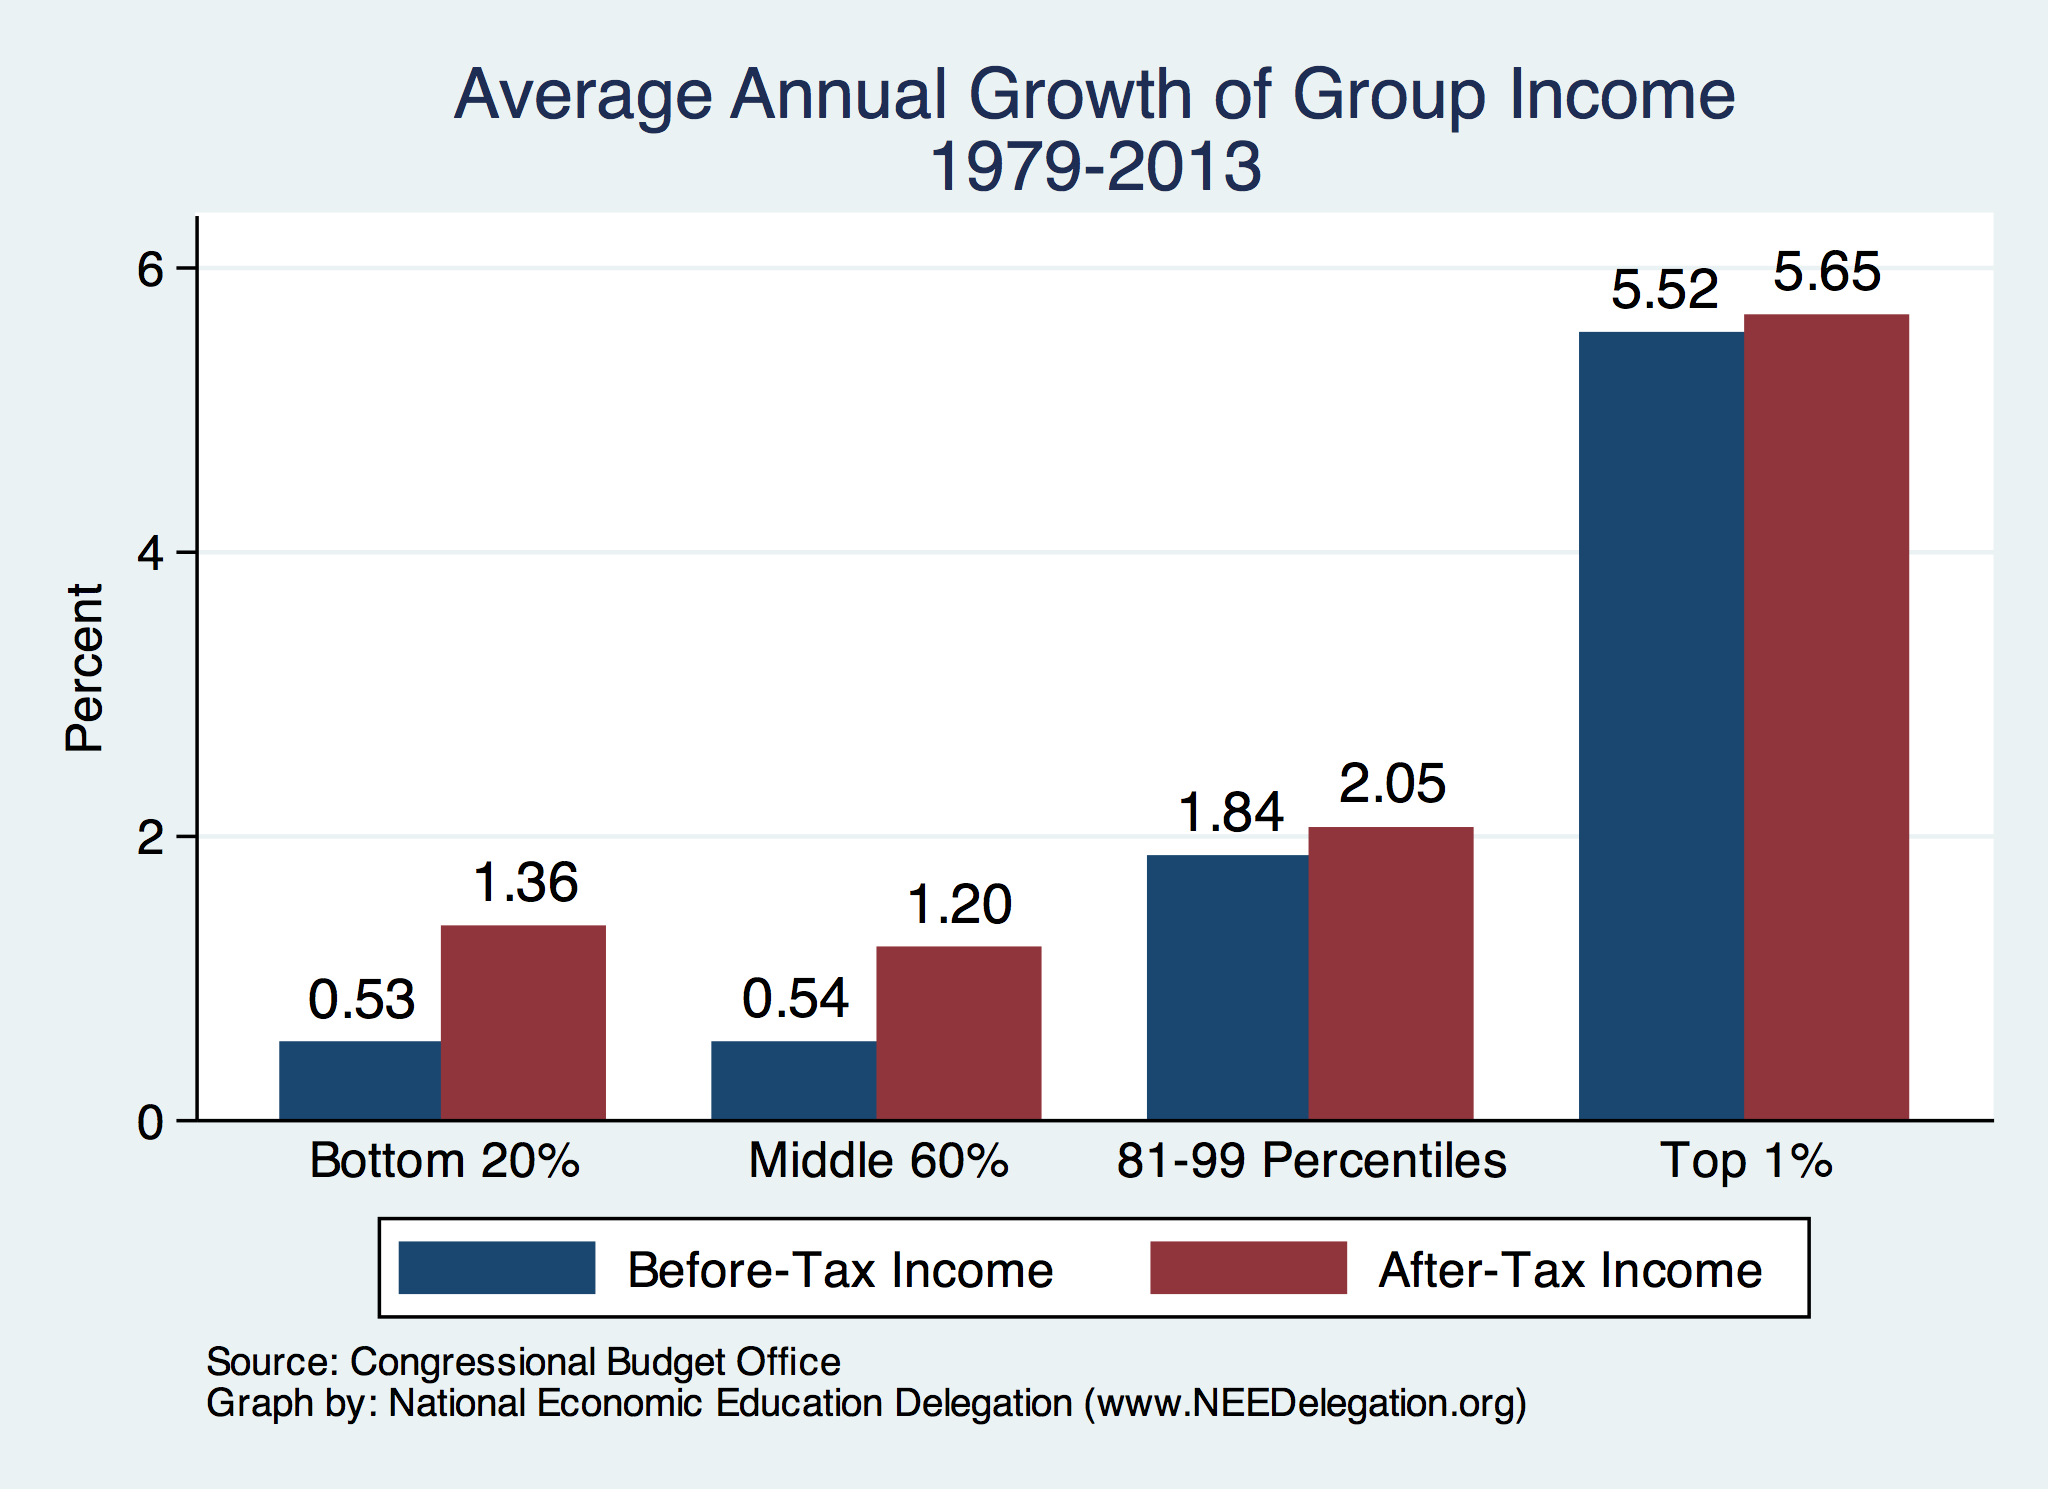 Average Annual Growth of Group Income
1979-2013
Percent
6
4
2
0
0.53
1.36
0.54
1.20
1.84
2.05
5.52
5.65
Bottom 20%
Middle 60%
81-99 Percentiles
Top 1%
Before-Tax Income
After-Tax Income
Source: Congressional Budget Office
Graph by: National Economic Education Delegation (www.NEEDelegation.org)